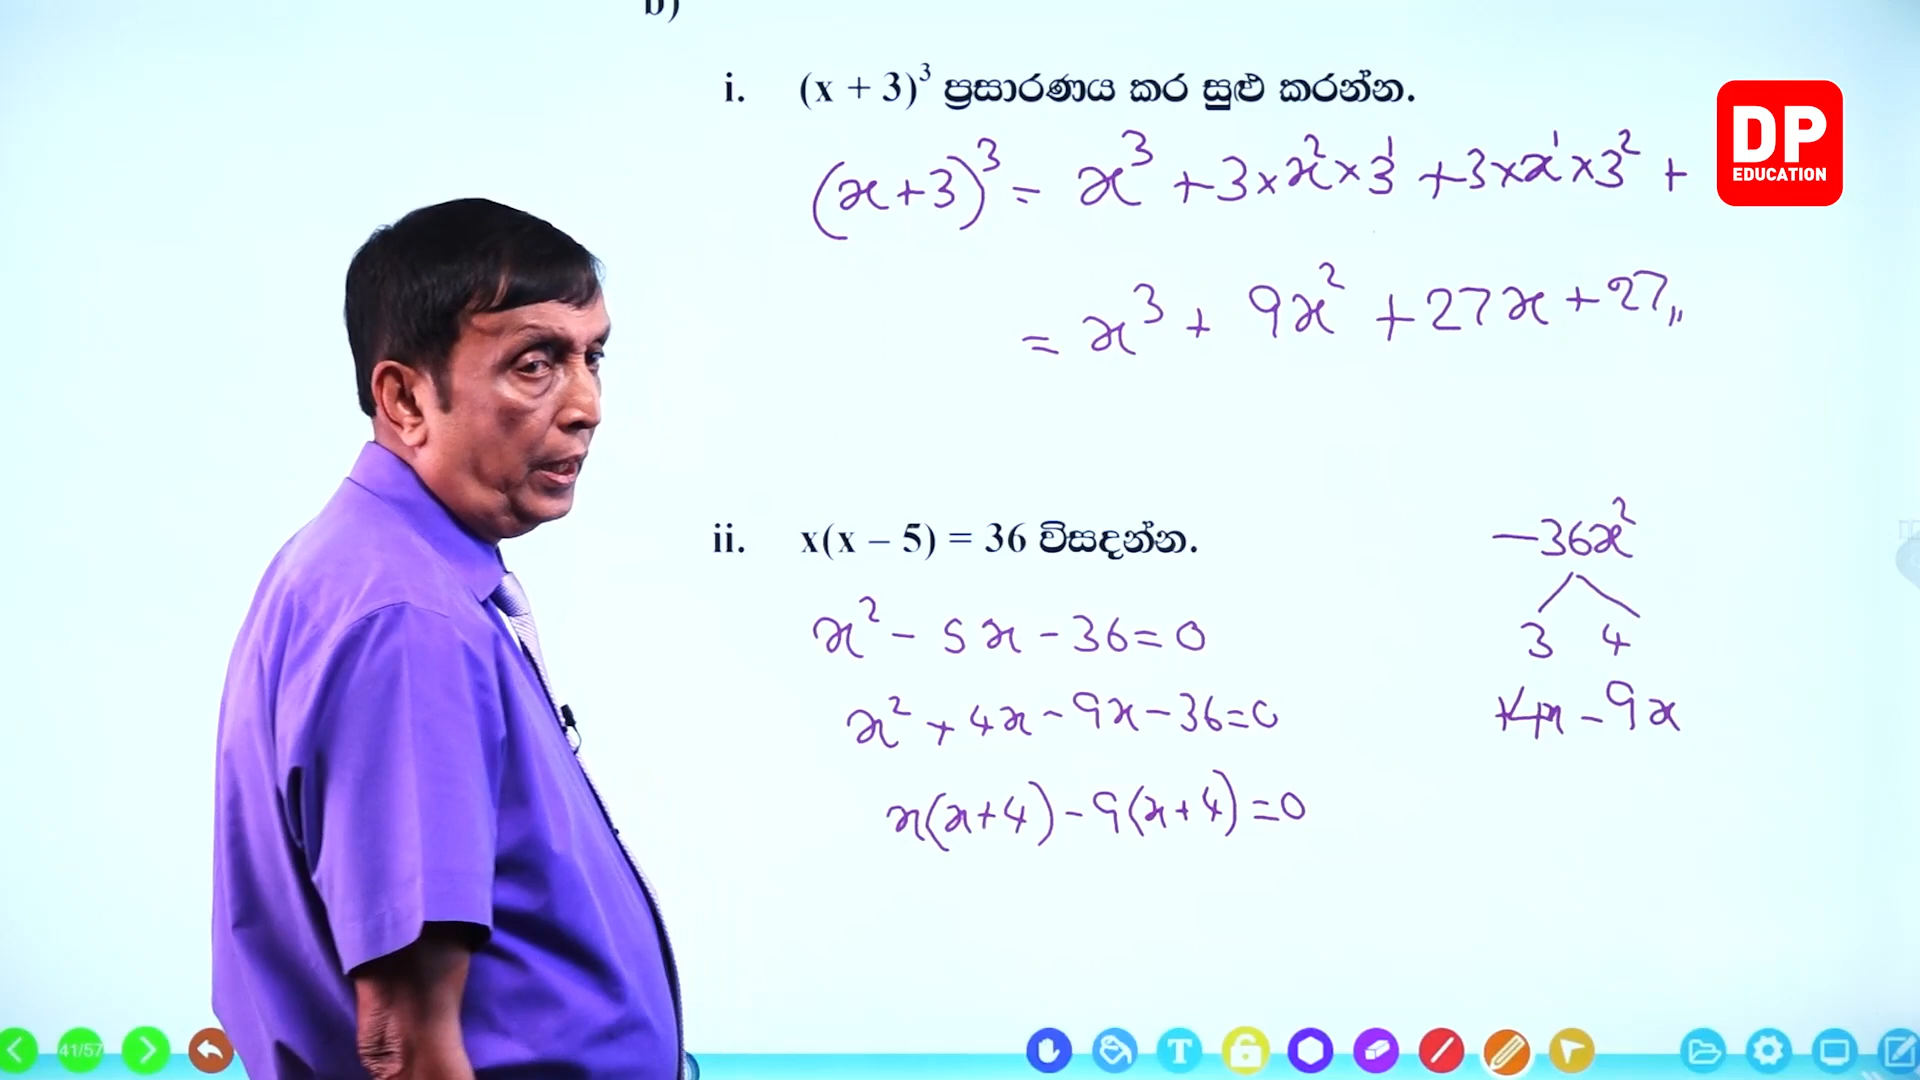 b)
i. (x + 3)³ ප්‍රසාරණය කර සුළු කරන්න.
DP
EDUCATION
(x+3)³ = x³ + 3×x²×3¹ + 3×x¹×3² +
= x³ + 9x² + 27x + 27„
ii. x(x – 5) = 36 විසඳන්න.
x² - 5x - 36 = 0
x² + 4x - 9x - 36 = 0
x(x+4) - 9(x+4) = 0
-36x²
3 4
+4x - 9x
41/57
T